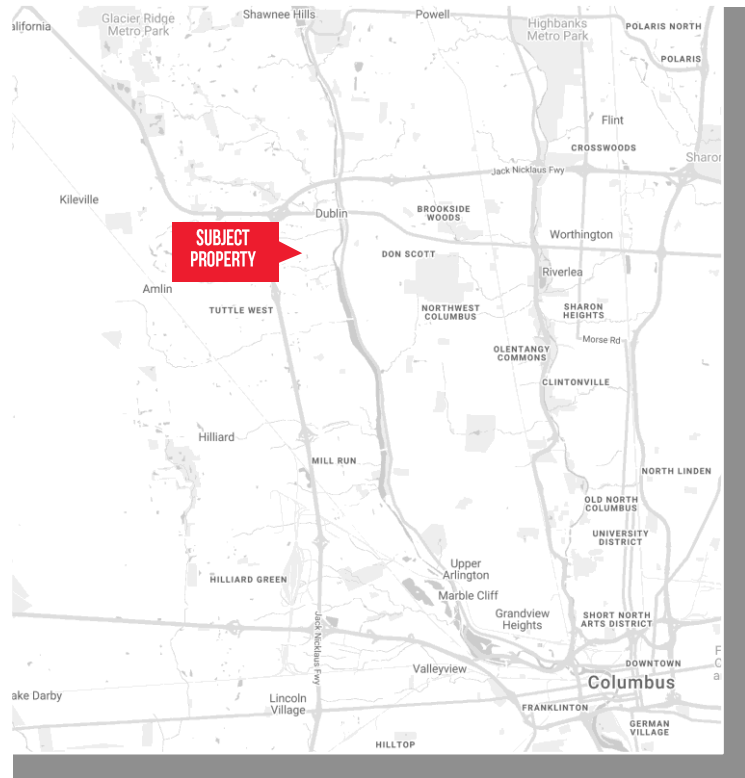 alifornia
Glacier Ridge
Metro Park
Shawnee Hills
Powell
Highbanks
Metro Park
POLARIS NORTH
POLARIS
Flint
CROSSWOODS
Sharon
Jack Nicklaus Fwy
Kileville
Dublin
BROOKSIDE
WOODS
Worthington
SUBJECT
PROPERTY
DON SCOTT
Riverlea
Amlin
TUTTLE WEST
NORTHWEST
COLUMBUS
SHARON
HEIGHTS
OLENTANGY
COMMONS
Morse Rd
CLINTONVILLE
Hilliard
MILL RUN
NORTH LINDEN
OLD NORTH
COLUMBUS
UNIVERSITY
DISTRICT
Upper
Arlington
HILLIARD GREEN
Marble Cliff
Grandview
Heights
SHORT NORTH
ARTS DISTRICT
Jack Nicklaus Fwy
Valleyview
DOWNTOWN
Columbus
ake Darby
Lincoln
Village
FRANKLINTON
GERMAN
VILLAGE
HILLTOP